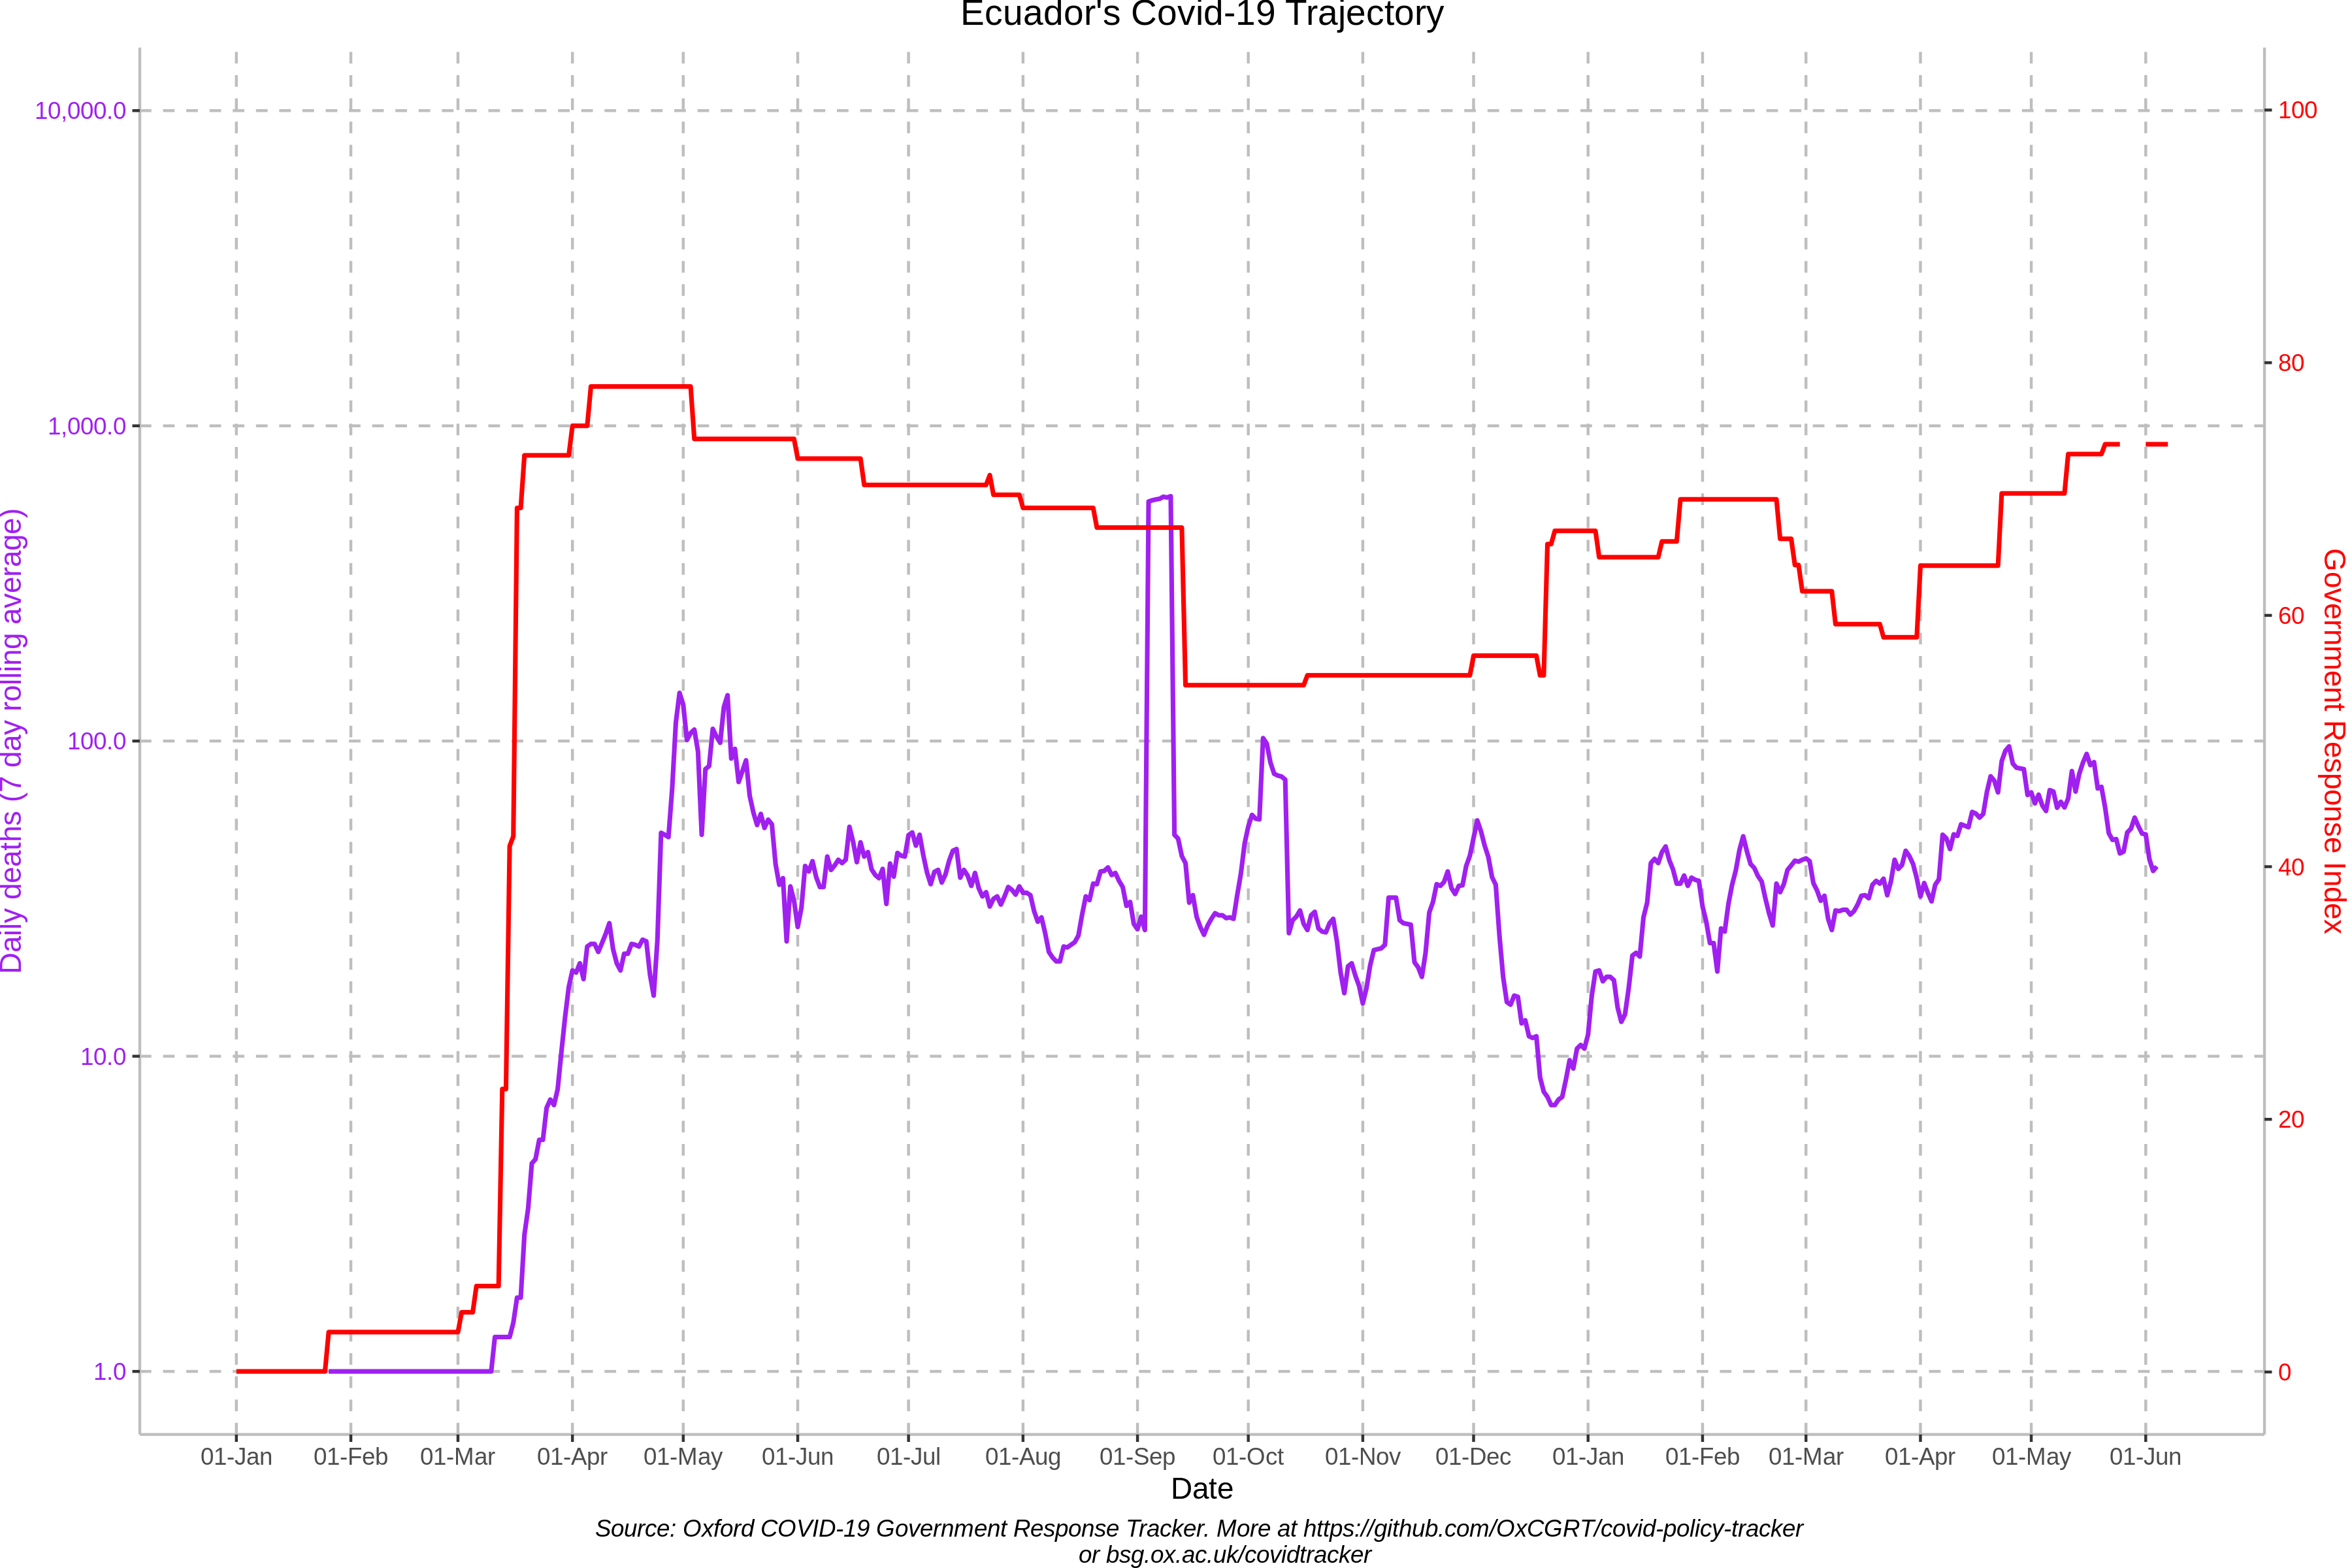 Ecuador's Covid-19 Trajectory
10,000.0
1,000.0
100.0
10.0
1.0
Daily deaths (7 day rolling average)
100
80
60
40
20
0
Government Response Index
01-Jan 01-Feb 01-Mar 01-Apr 01-May 01-Jun 01-Jul 01-Aug 01-Sep 01-Oct 01-Nov 01-Dec 01-Jan 01-Feb 01-Mar 01-Apr 01-May 01-Jun
Date
Source: Oxford COVID-19 Government Response Tracker. More at https://github.com/OxCGRT/covid-policy-tracker
or bsg.ox.ac.uk/covidtracker